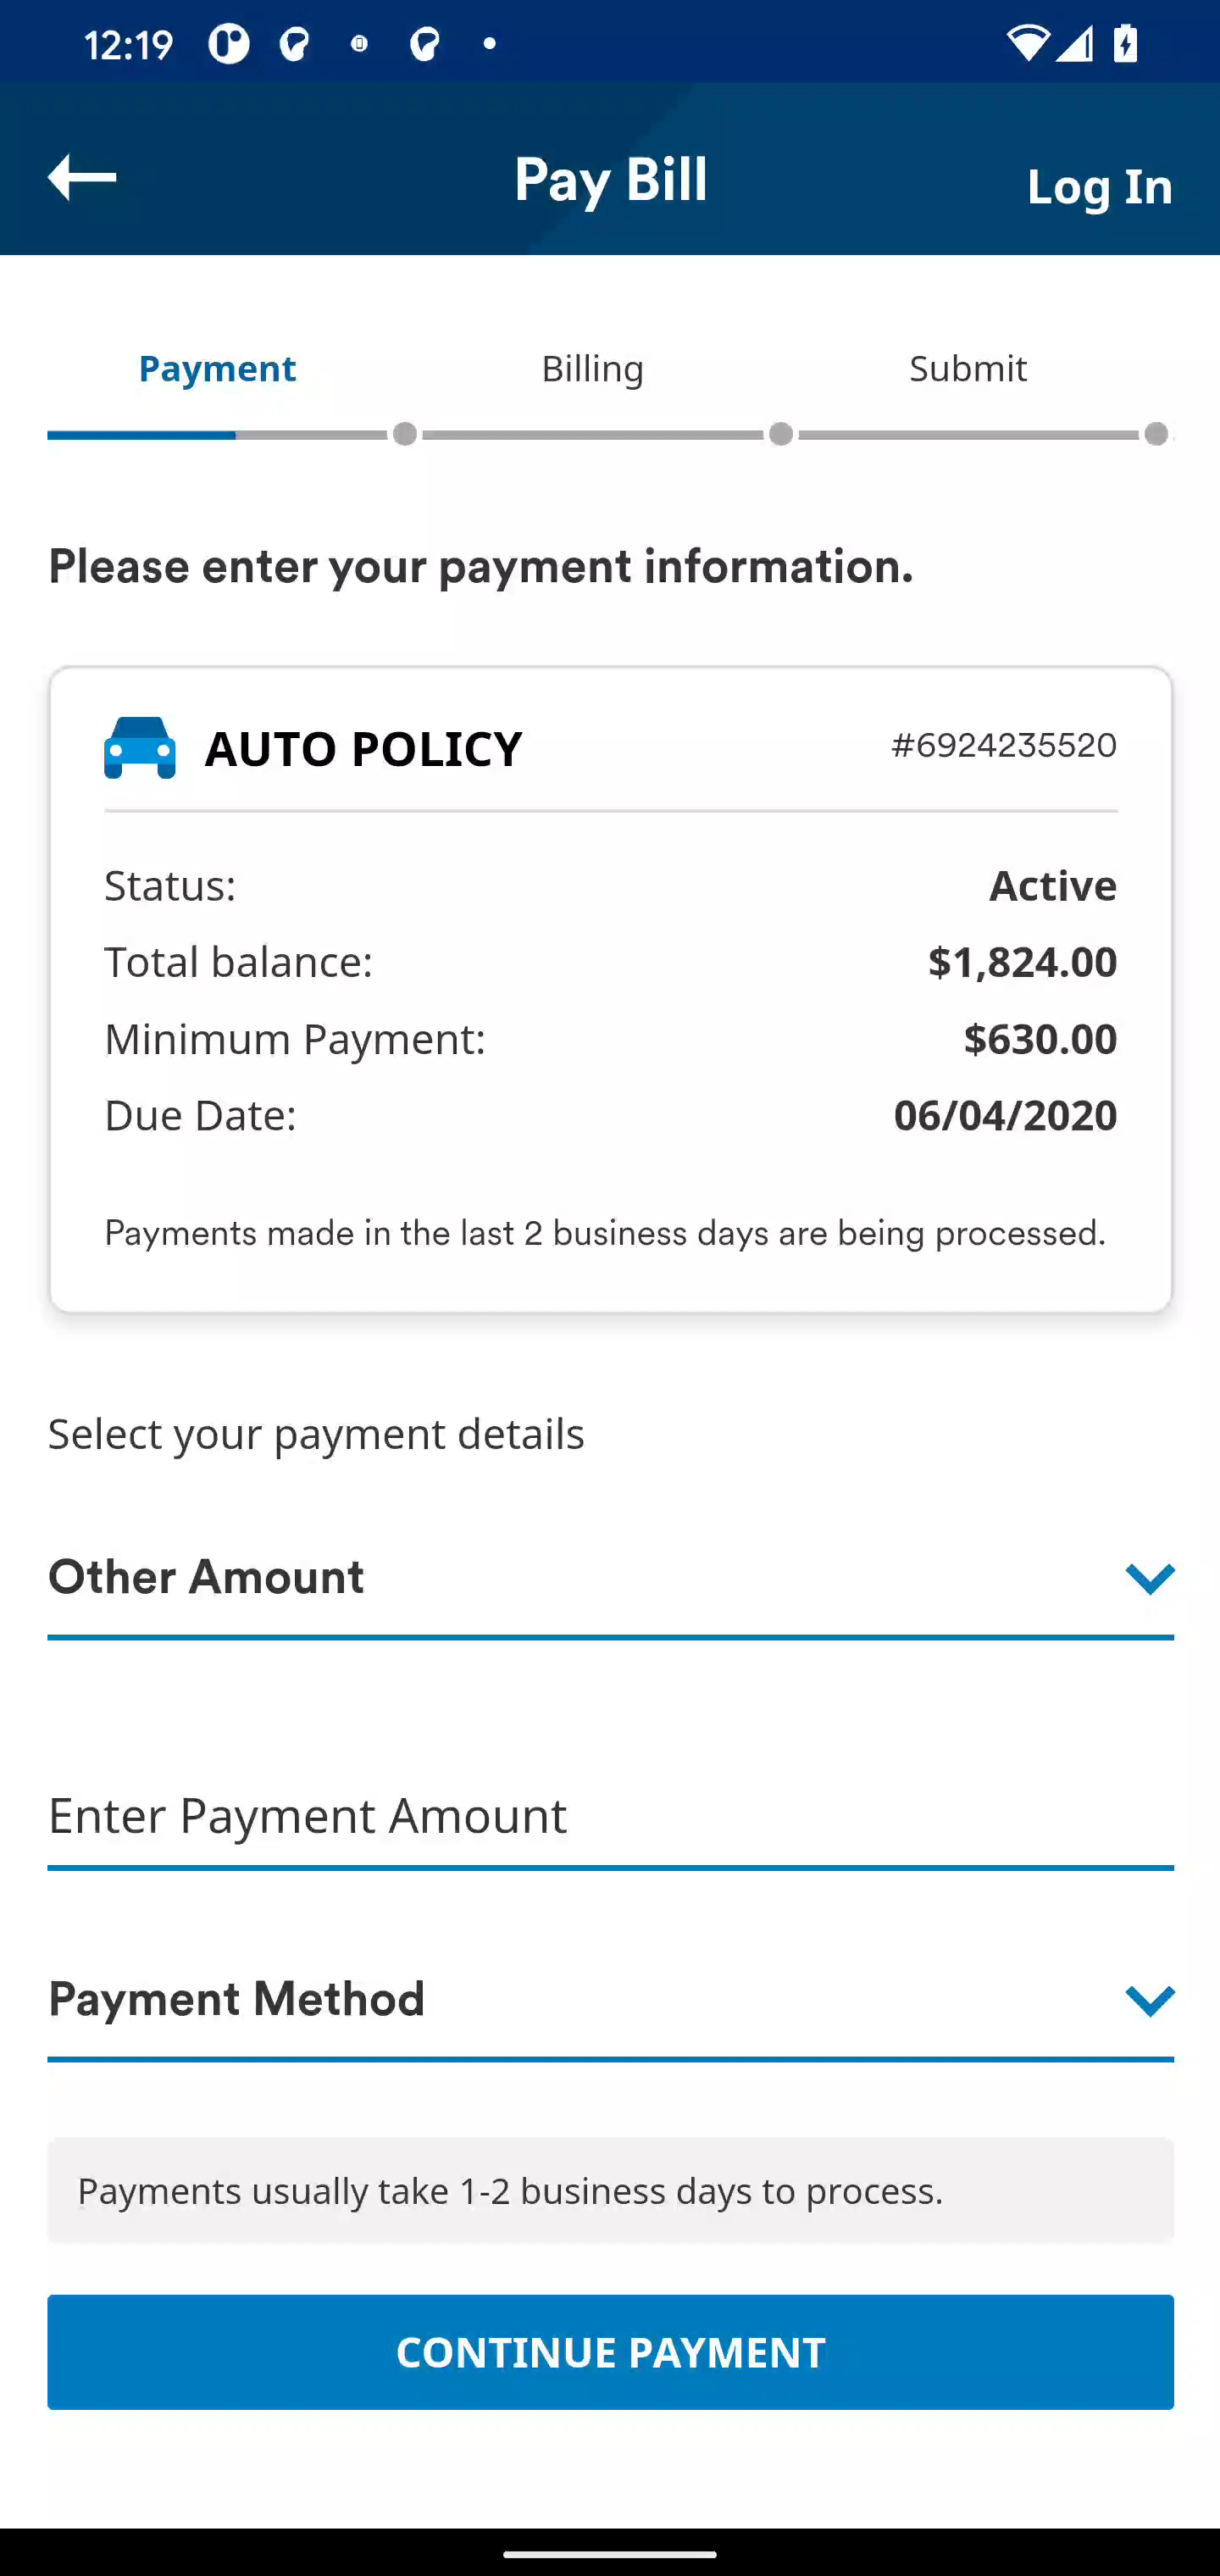 12:19
Pay Bill
Log In
Payment
Billing
Submit
Please enter your payment information.
AUTO POLICY
#6924235520
Status:
Active
Total balance:
$1,824.00
Minimum Payment:
$630.00
Due Date:
06/04/2020
Payments made in the last 2 business days are being processed.
Select your payment details
Other Amount
Enter Payment Amount
Payment Method
Payments usually take 1-2 business days to process.
CONTINUE PAYMENT